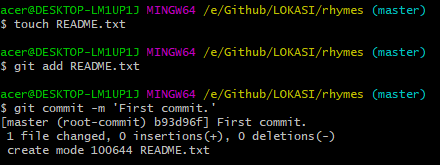 acer@DESKTOP-LM1UP1J MINGW64 /e/Github/LOKASI/rhymes (master)
$ touch README.txt
acer@DESKTOP-LM1UP1J MINGW64 /e/Github/LOKASI/rhymes (master)
$ git add README.txt
acer@DESKTOP-LM1UP1J MINGW64 /e/Github/LOKASI/rhymes (master)
$ git commit -m 'First commit.'
[master (root-commit) b93d96f] First commit.
1 file changed, 0 insertions(+), 0 deletions(-)
create mode 100644 README.txt